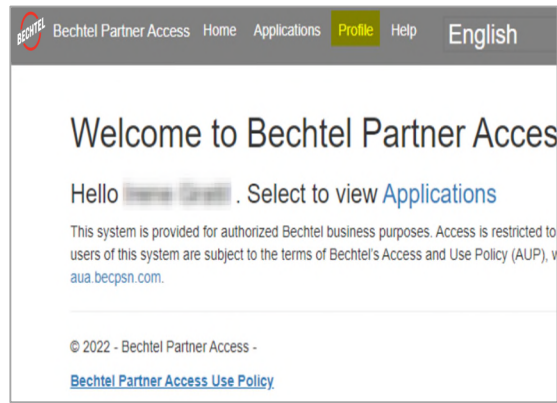 BECHTEL
Bechtel Partner Access Home Applications Profile Help English
Welcome to Bechtel Partner Acces
Hello . Select to view Applications
This system is provided for authorized Bechtel business purposes. Access is restricted to
users of this system are subject to the terms of Bechtel's Access and Use Policy (AUP), v
aua.becpsn.com.
© 2022 - Bechtel Partner Access -
Bechtel Partner Access Use Policy